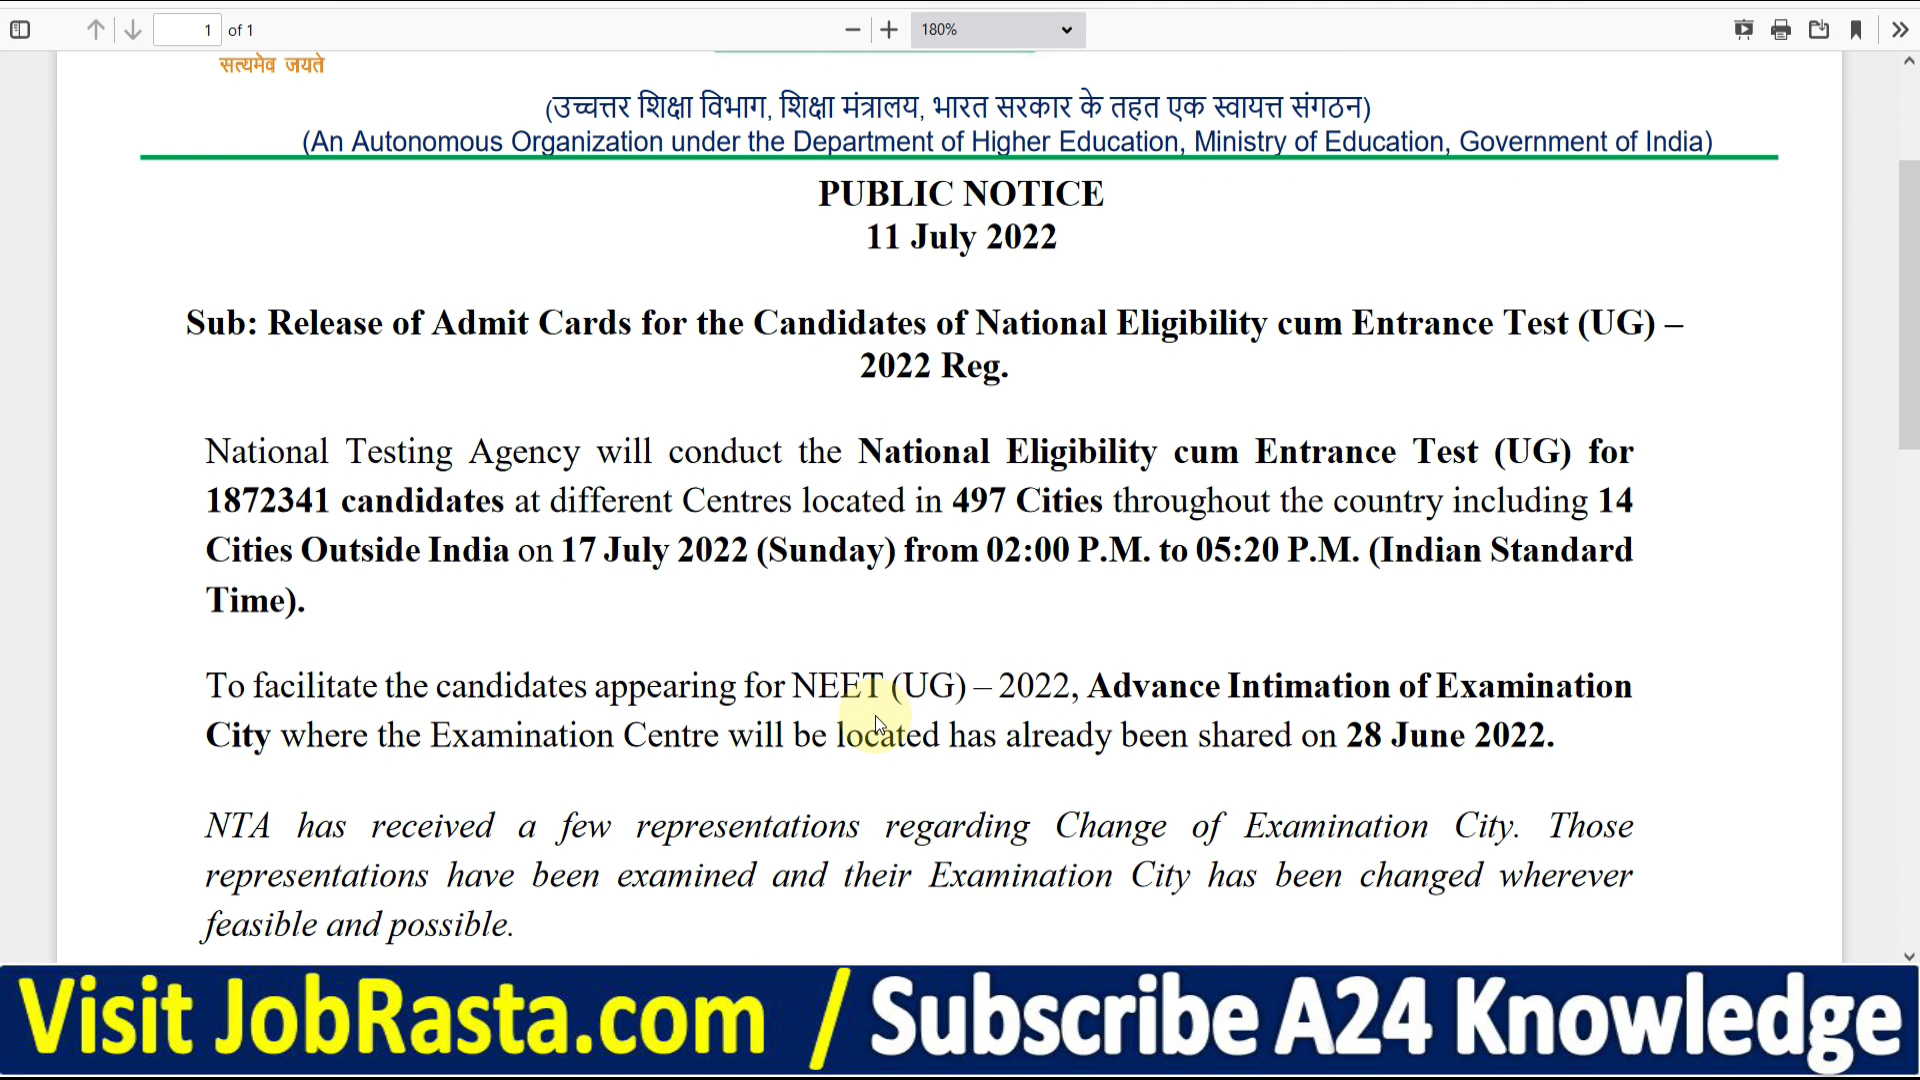 1 of 1 180%
सत्यमेव जयते
(उच्चत्तर शिक्षा विभाग, शिक्षा मंत्रालय, भारत सरकार के तहत एक स्वायत्त संगठन)
(An Autonomous Organization under the Department of Higher Education, Ministry of Education, Government of India)
PUBLIC NOTICE
11 July 2022
Sub: Release of Admit Cards for the Candidates of National Eligibility cum Entrance Test (UG) –
2022 Reg.
National Testing Agency will conduct the National Eligibility cum Entrance Test (UG) for
1872341 candidates at different Centres located in 497 Cities throughout the country including 14
Cities Outside India on 17 July 2022 (Sunday) from 02:00 P.M. to 05:20 P.M. (Indian Standard
Time).
To facilitate the candidates appearing for NEET (UG) – 2022, Advance Intimation of Examination
City where the Examination Centre will be located has already been shared on 28 June 2022.
NTA has received a few representations regarding Change of Examination City. Those
representations have been examined and their Examination City has been changed wherever
feasible and possible.
Visit JobRasta.com / Subscribe A24 Knowledge